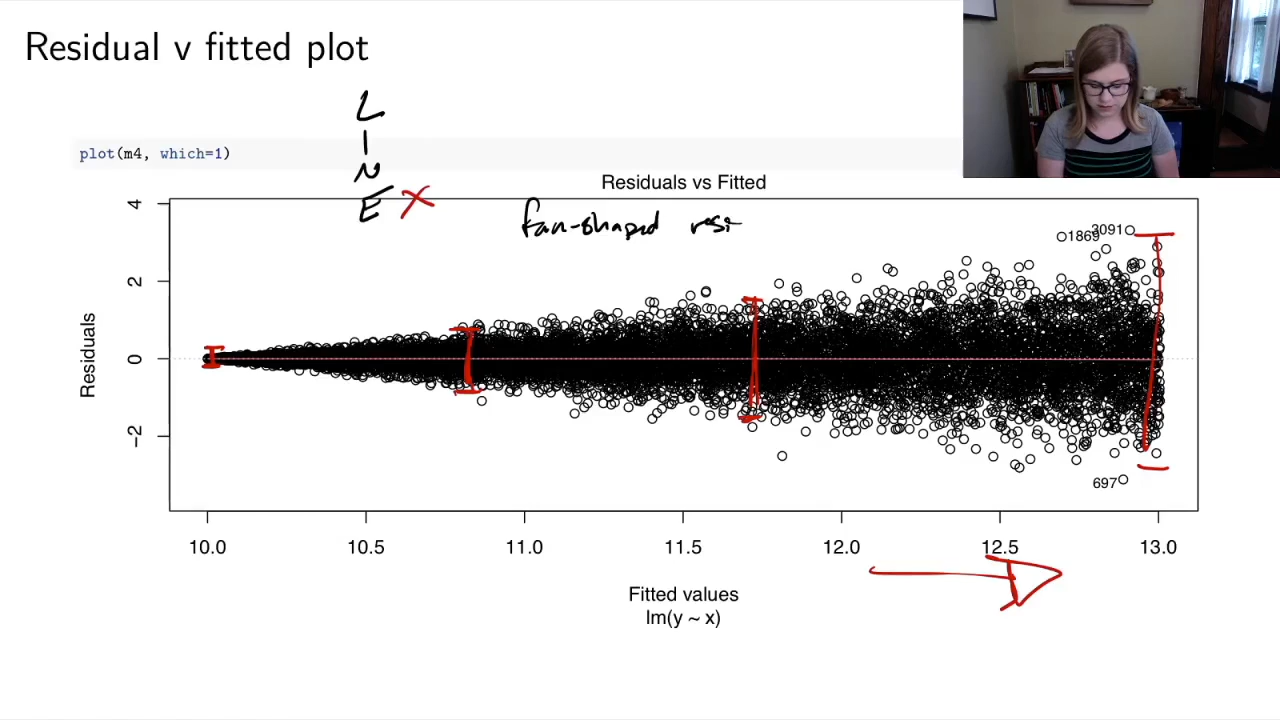 Residual v fitted plot
L
I
N
E X
plot(m4, which=1)
Residuals vs Fitted
fan-shaped resi
3091
1869
697
Residuals
4
2
0
−2
10.0 10.5 11.0 11.5 12.0 12.5 13.0
Fitted values
lm(y ~ x)